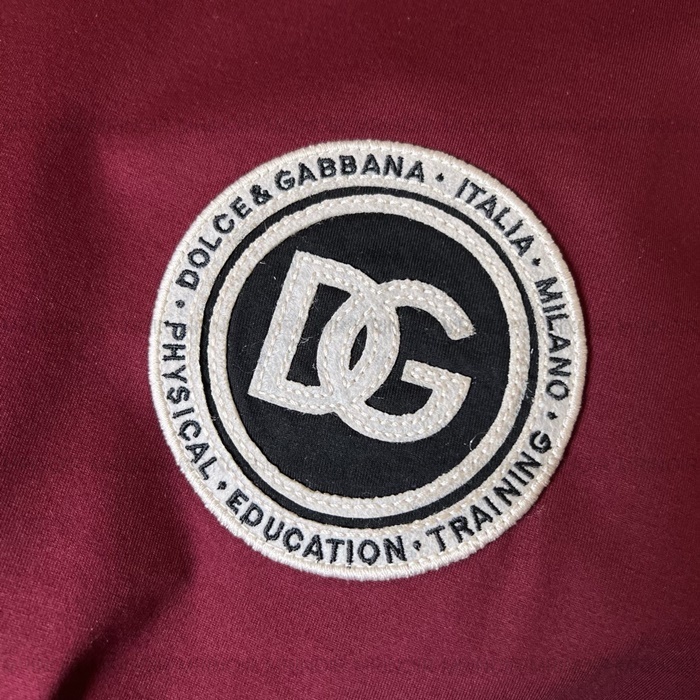 DOLCE&GABBANA · ITALIA · MILANO · TRAINING · EDUCATION · PHYSICAL ·
DG